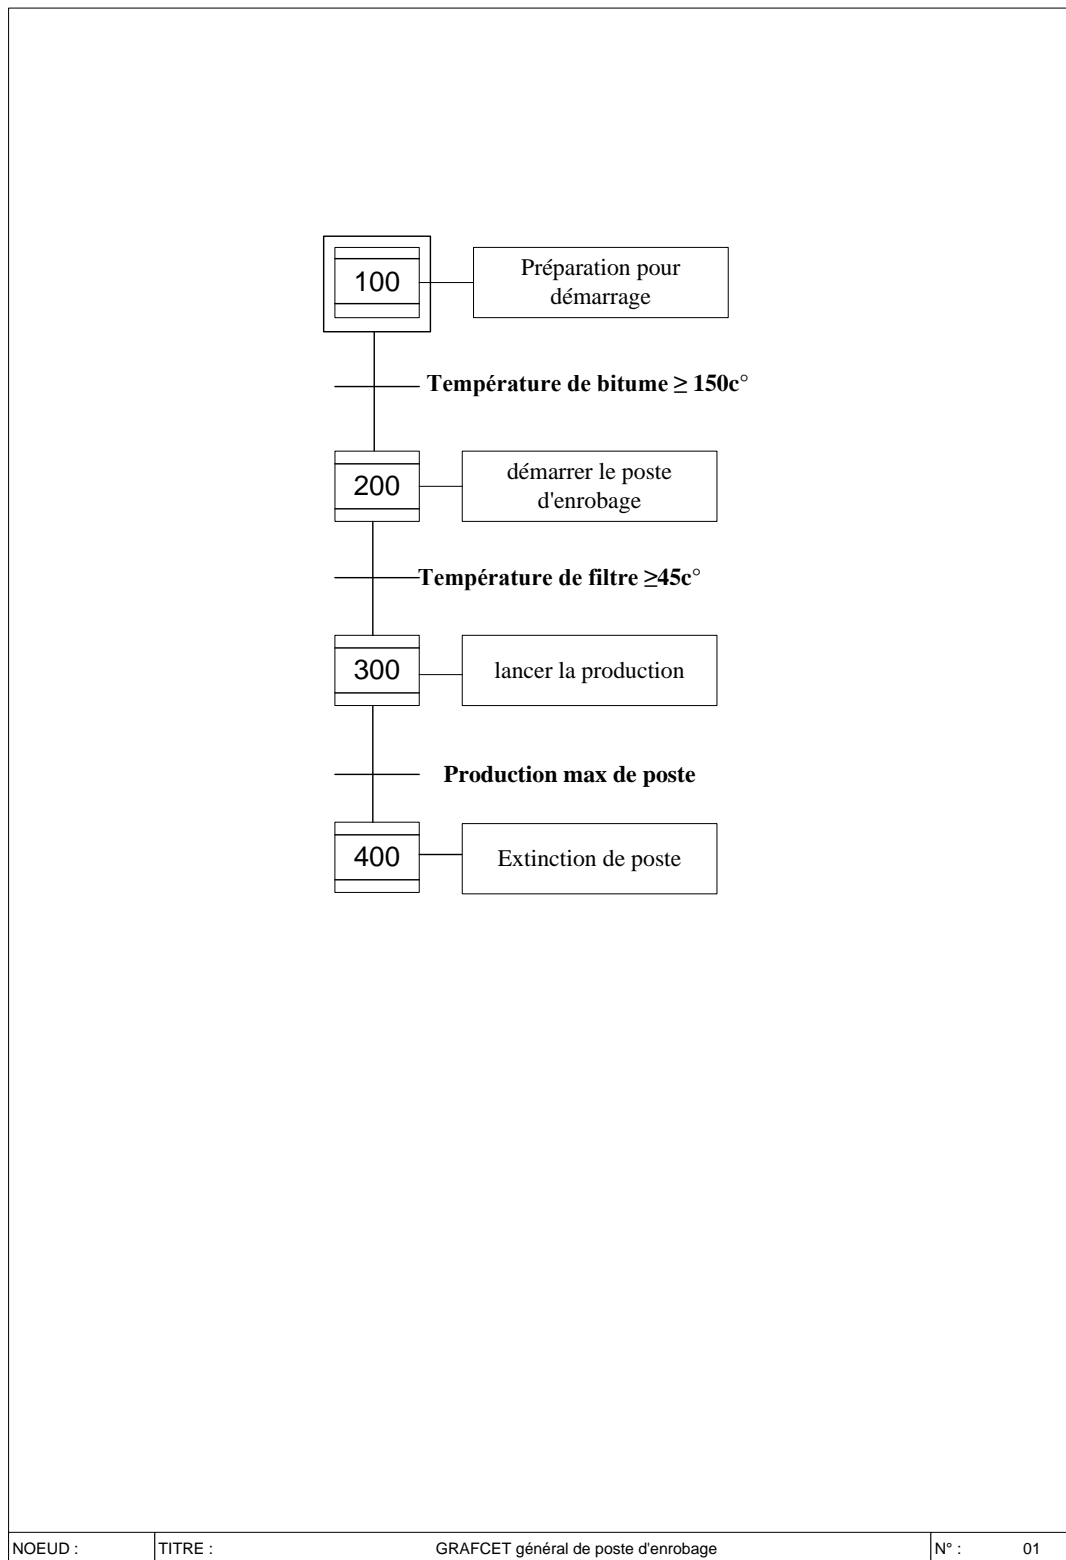 100
Préparation pour
démarrage
Température de bitume ≥ 150c°
200
démarrer le poste
d'enrobage
Température de filtre ≥45c°
300
lancer la production
Production max de poste
400
Extinction de poste
NOEUD :
TITRE :
GRAFCET général de poste d'enrobage
N° :
01